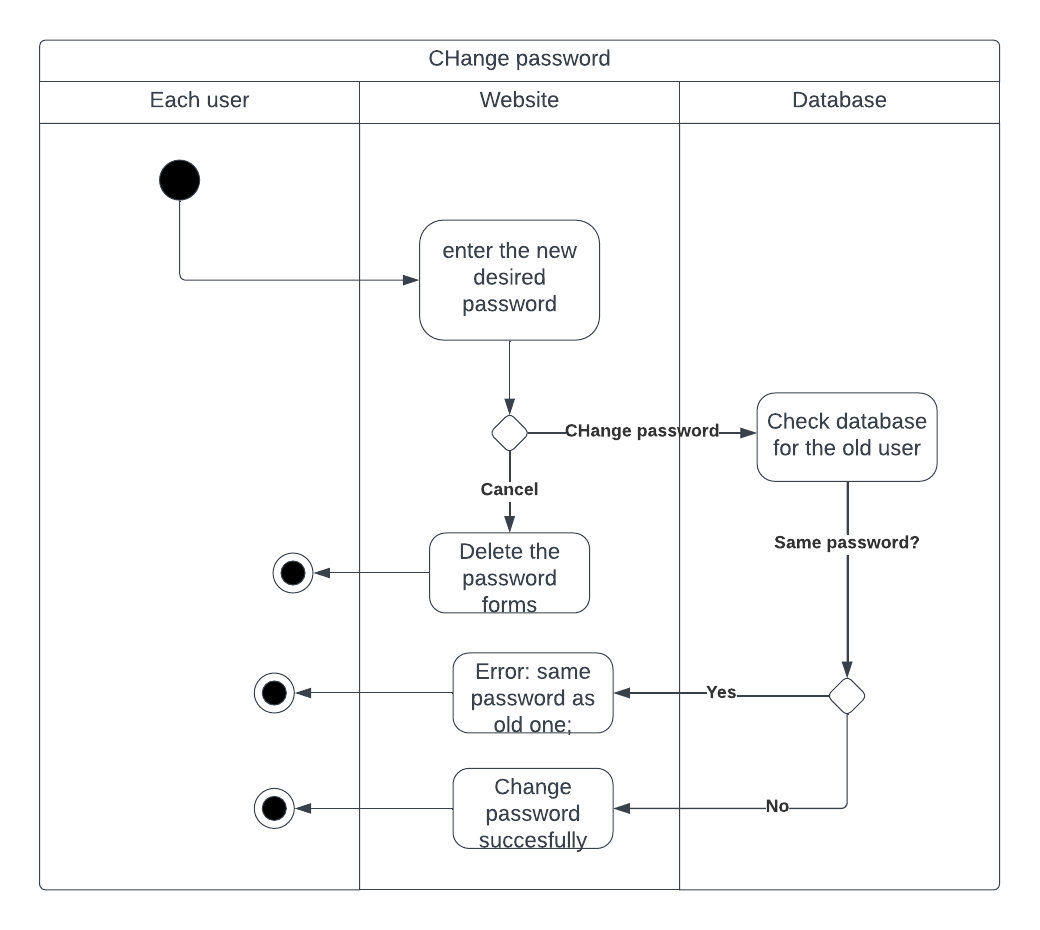 CHange password
Each user
Website
Database
enter the new
desired
password
CHange password
Check database
for the old user
Cancel
Same password?
Delete the
password
forms
Error: same
password as
old one;
Yes
Change
password
succesfully
No